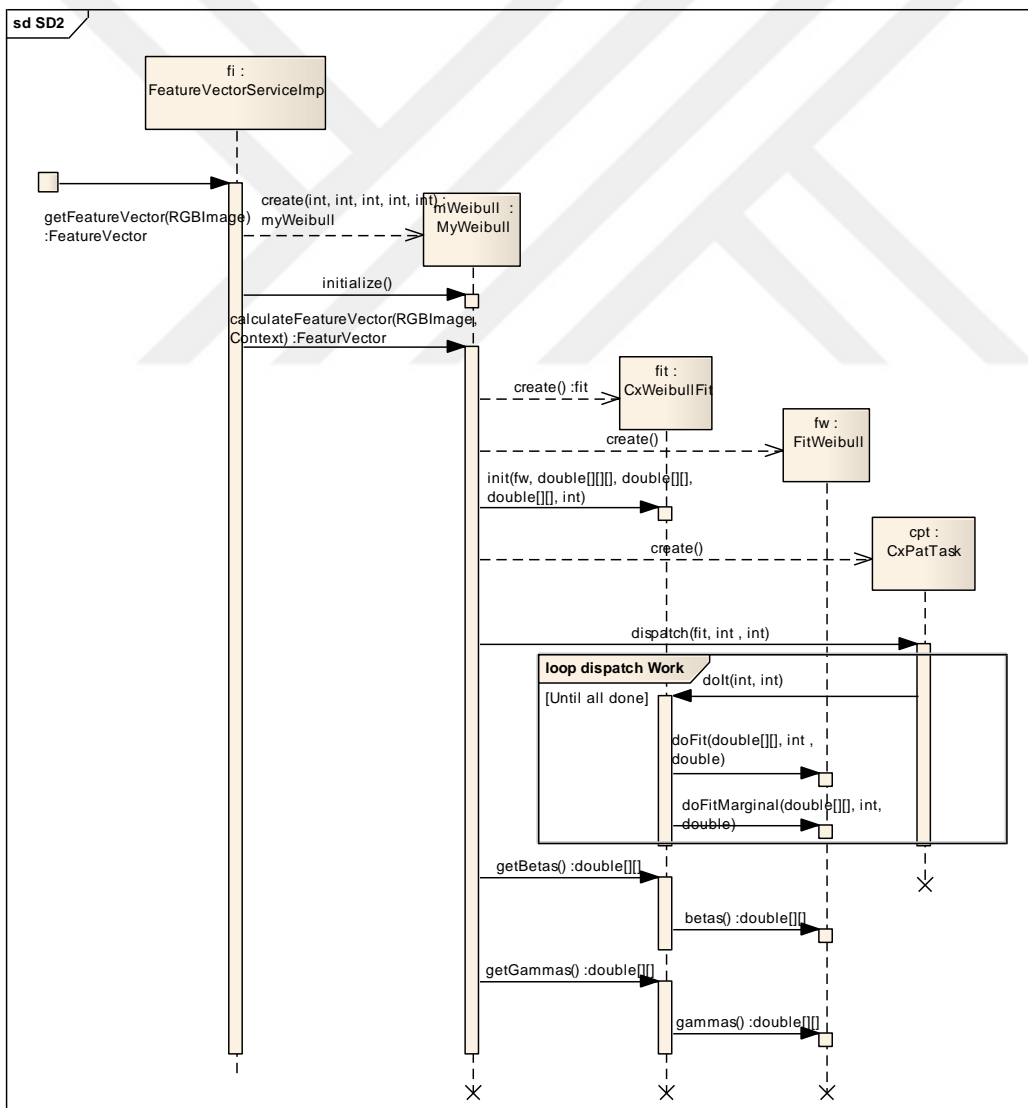 sd SD2
fi :
FeatureVectorServiceImp
getFeatureVector(RGBImage)
:FeatureVector
create(int, int, int, int, int) :
myWeibull
mWeibull :
MyWeibull
initialize()
calculateFeatureVector(RGBImage,
Context) :FeaturVector
create() :fit
fit :
CxWeibullFit
create()
fw :
FitWeibull
init(fw, double[][][], double[][],
double[][], int)
create()
cpt :
CxPatTask
dispatch(fit, int , int)
loop dispatch Work
[Until all done]
doIt(int, int)
doFit(double[][], int ,
double)
doFitMarginal(double[][], int,
double)
getBetas() :double[][]
betas() :double[][]
getGammas() :double[][]
gammas() :double[][]